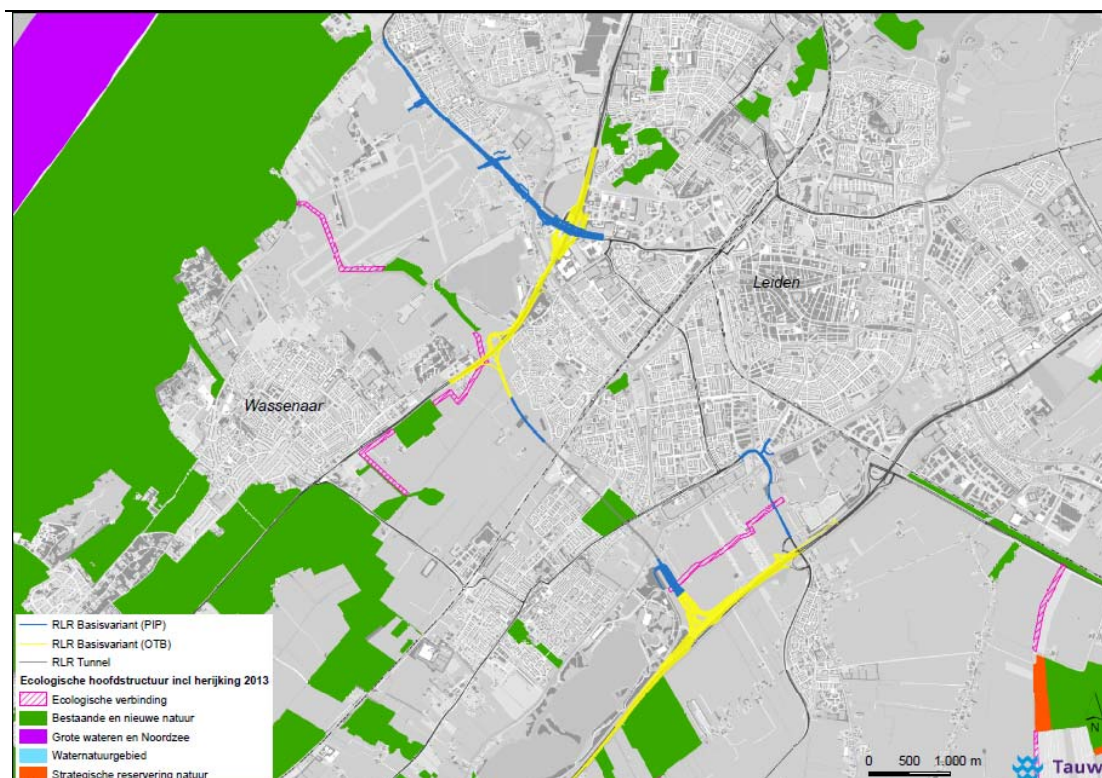 Leiden
Wassenaar
RLR Basisvariant (PIP)
RLR Basisvariant (OTB)
RLR Tunnel
Ecologische hoofdstructuur incl herijking 2013
Ecologische verbinding
Bestaande en nieuwe natuur
Grote wateren en Noordzee
Waternatuurgebied
Strategische reservering natuur
N
0 500 1.000 m
Tauw